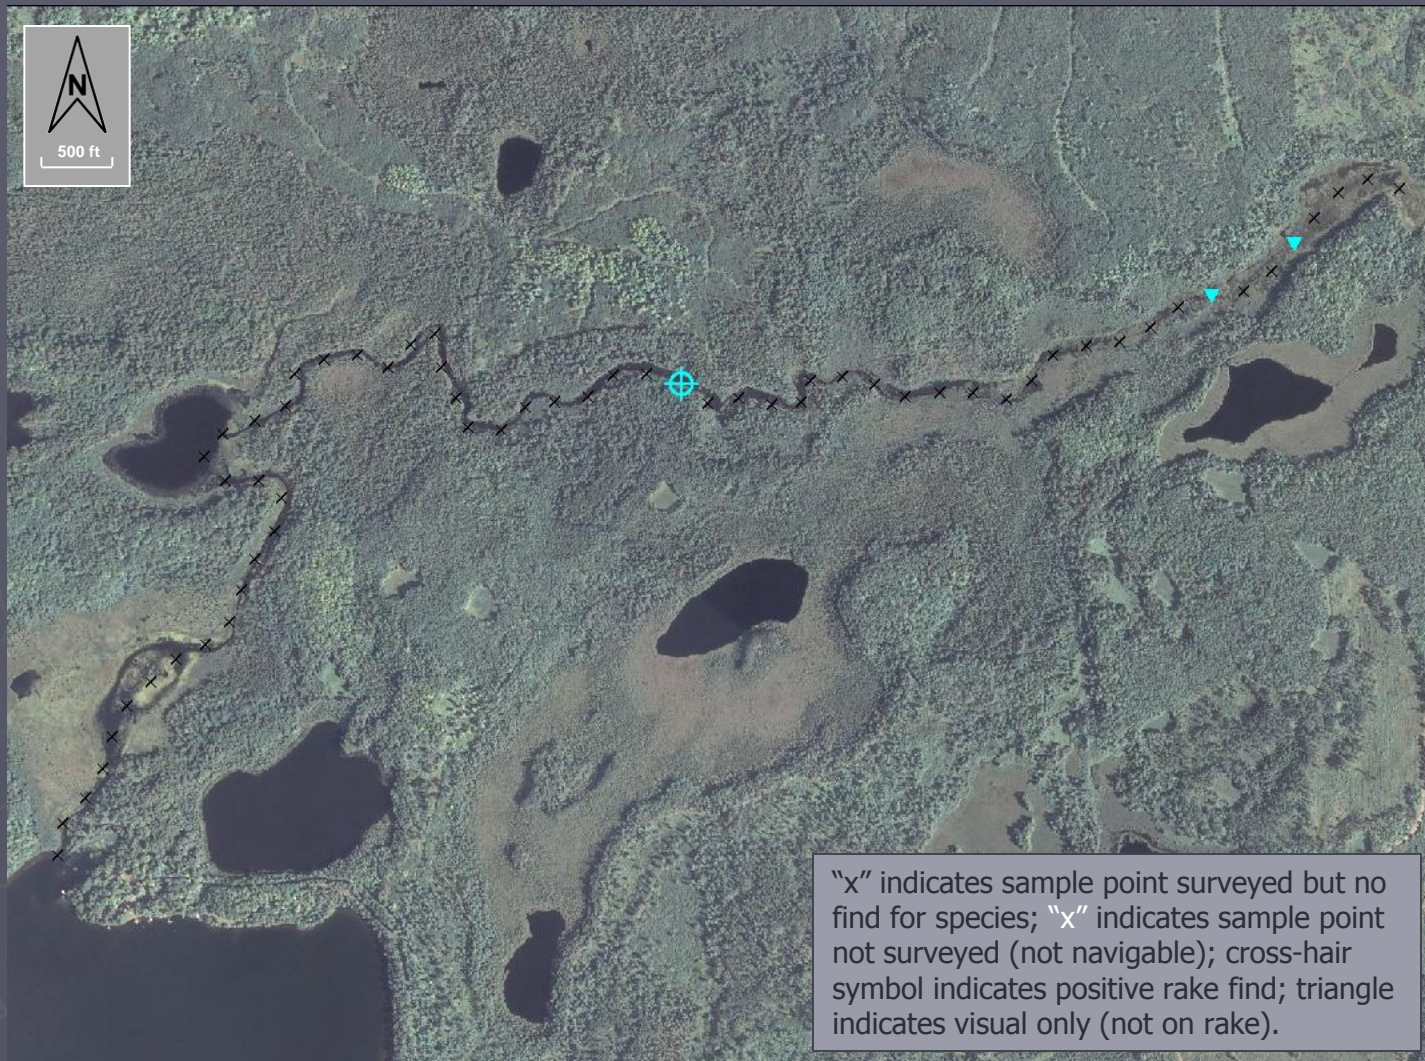 N
500 ft
“x” indicates sample point surveyed but no
find for species; “x” indicates sample point
not surveyed (not navigable); cross-hair
symbol indicates positive rake find; triangle
indicates visual only (not on rake).